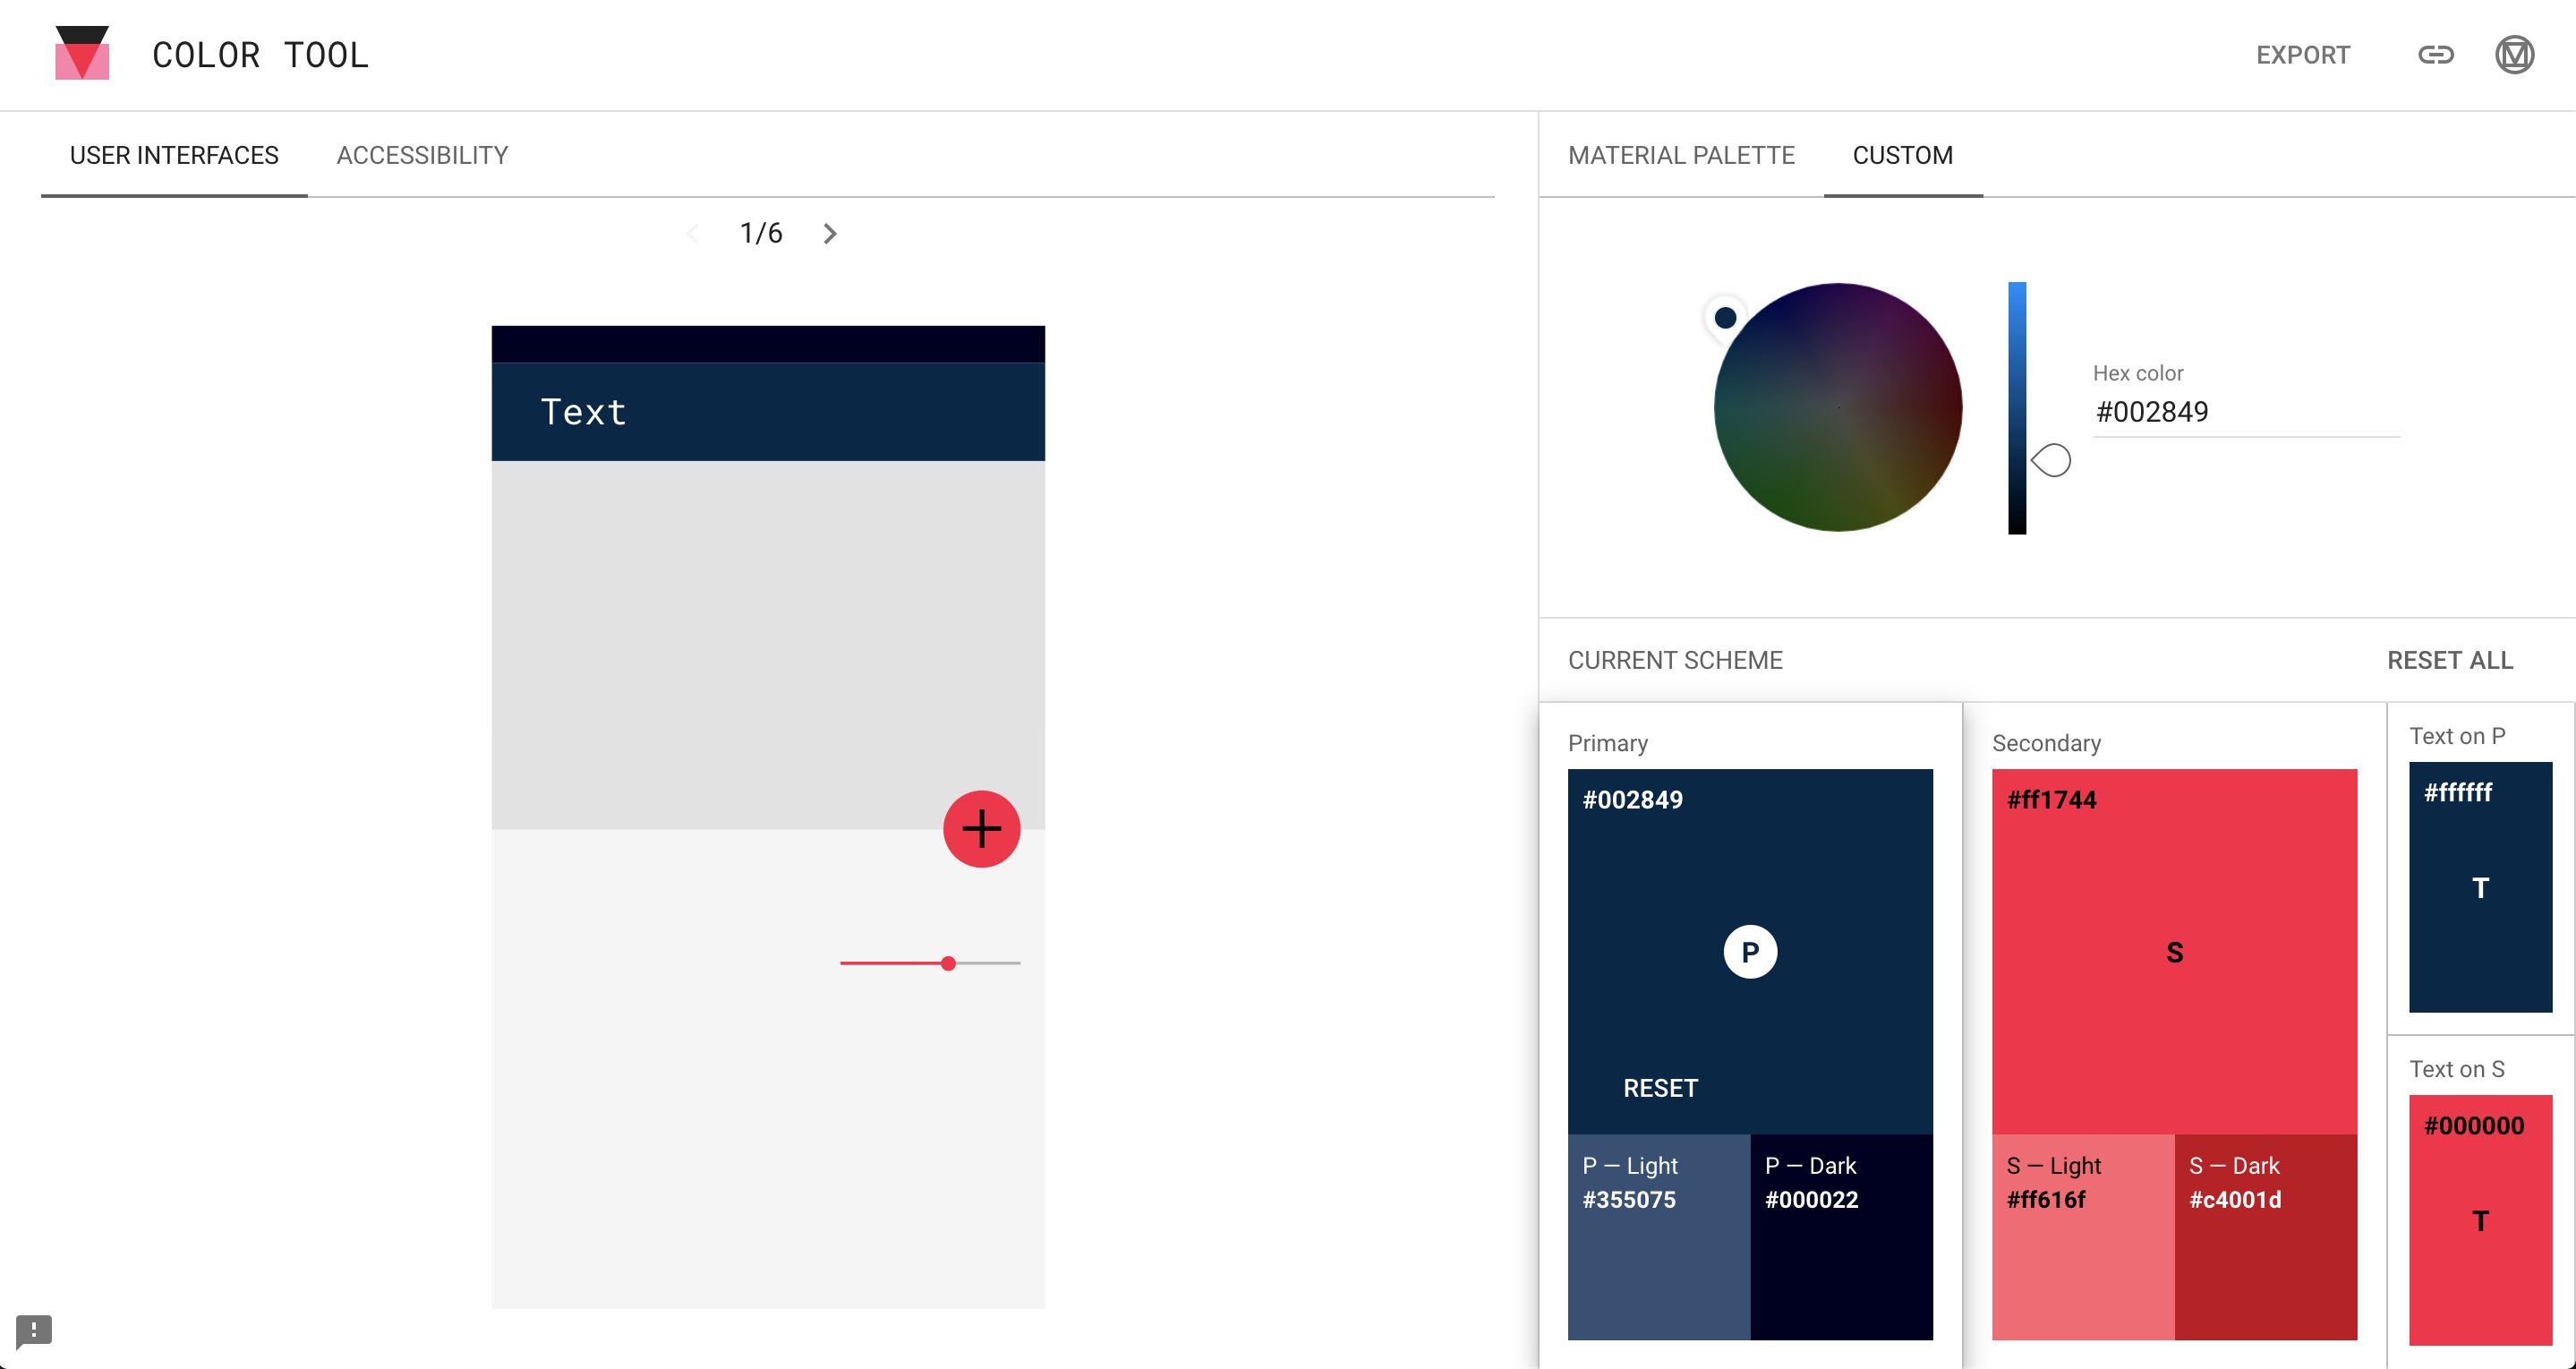 COLOR TOOL
EXPORT
USER INTERFACES
ACCESSIBILITY
1/6
Text
MATERIAL PALETTE
CUSTOM
Hex color
#002849
CURRENT SCHEME
RESET ALL
Primary
#002849
P
RESET
P — Light
#355075
P — Dark
#000022
Secondary
#ff1744
S
S — Light
#ff616f
S — Dark
#c4001d
Text on P
#ffffff
T
Text on S
#000000
T